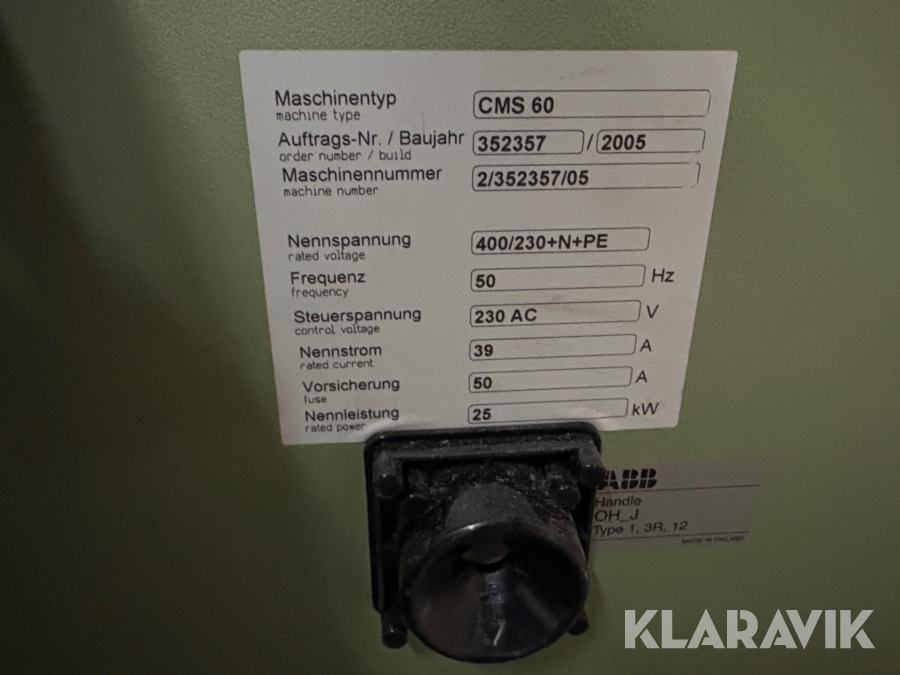 Maschinentyp CMS 60
machine type
Auftrags-Nr. / Baujahr 352357 / 2005
order number / build
Maschinennummer 2/352357/05
machine number
Nennspannung 400/230+N+PE
rated voltage
Frequenz 50 Hz
frequency
Steuerspannung 230 AC V
control voltage
Nennstrom 39 A
rated current
Vorsicherung 50 A
fuse
Nennleistung 25 kW
rated power
ABB
Handle
OH_J
Type 1, 3R, 12
MADE IN FINLAND
KLARAVIK